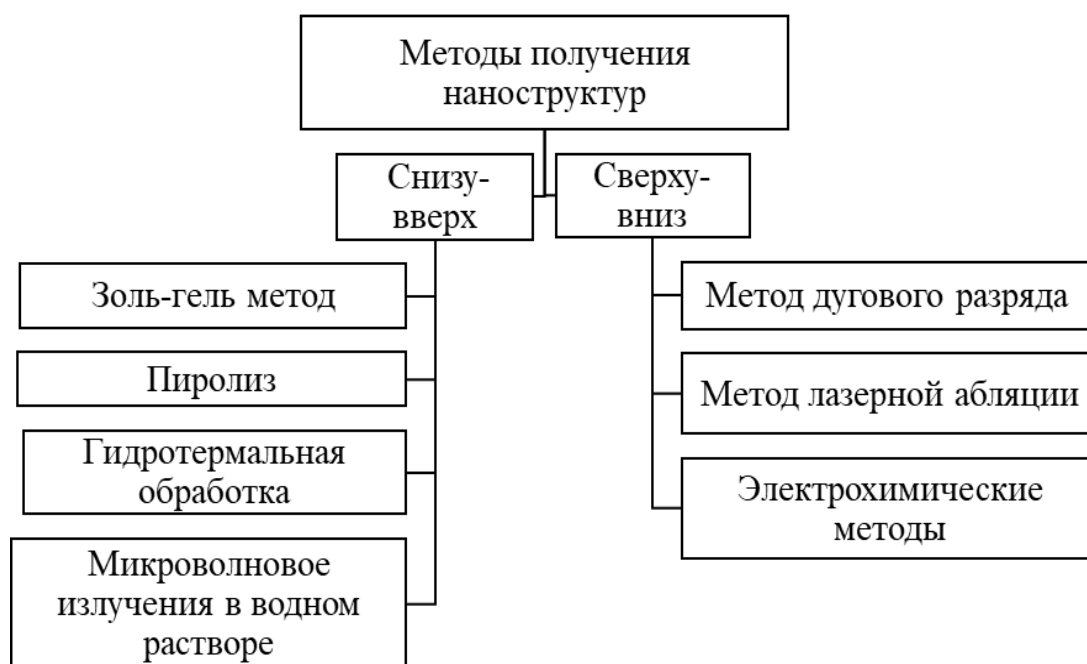 Методы получения
наноструктур
Снизу-
вверх
Сверху-
вниз
Золь-гель метод
Пиролиз
Гидротермальная
обработка
Микроволновое
излучения в водном
растворе
Метод дугового разряда
Метод лазерной абляции
Электрохимические
методы